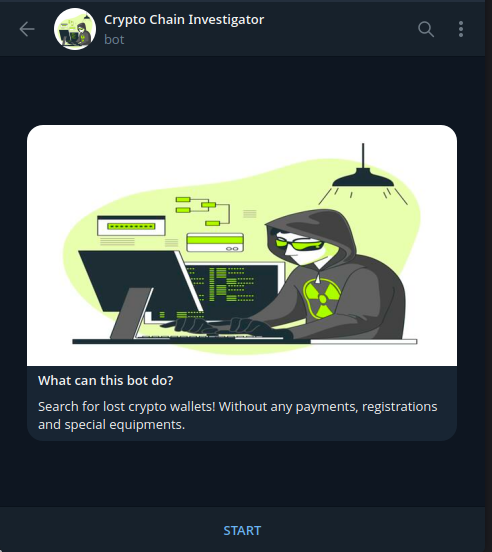 Crypto Chain Investigator
bot
What can this bot do?
Search for lost crypto wallets! Without any payments, registrations
and special equipments.
START